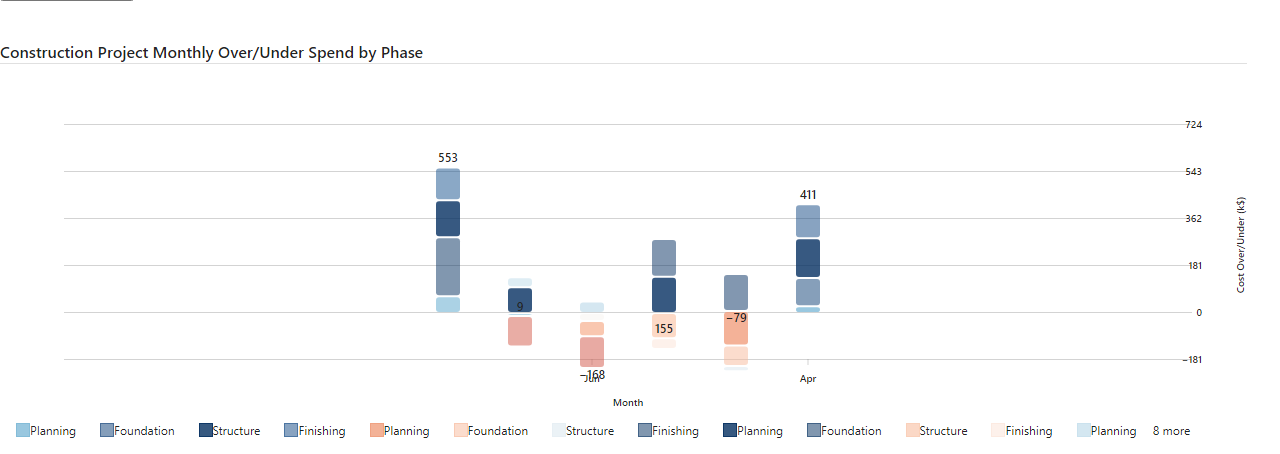 Construction Project Monthly Over/Under Spend by Phase
724
553
543
411
362
181
9
0
155
−79
−168
−181
Jun
Apr
Cost Over/Under (k$)
Month
Planning Foundation Structure Finishing Planning Foundation Structure Finishing Planning Foundation Structure Finishing Planning 8 more